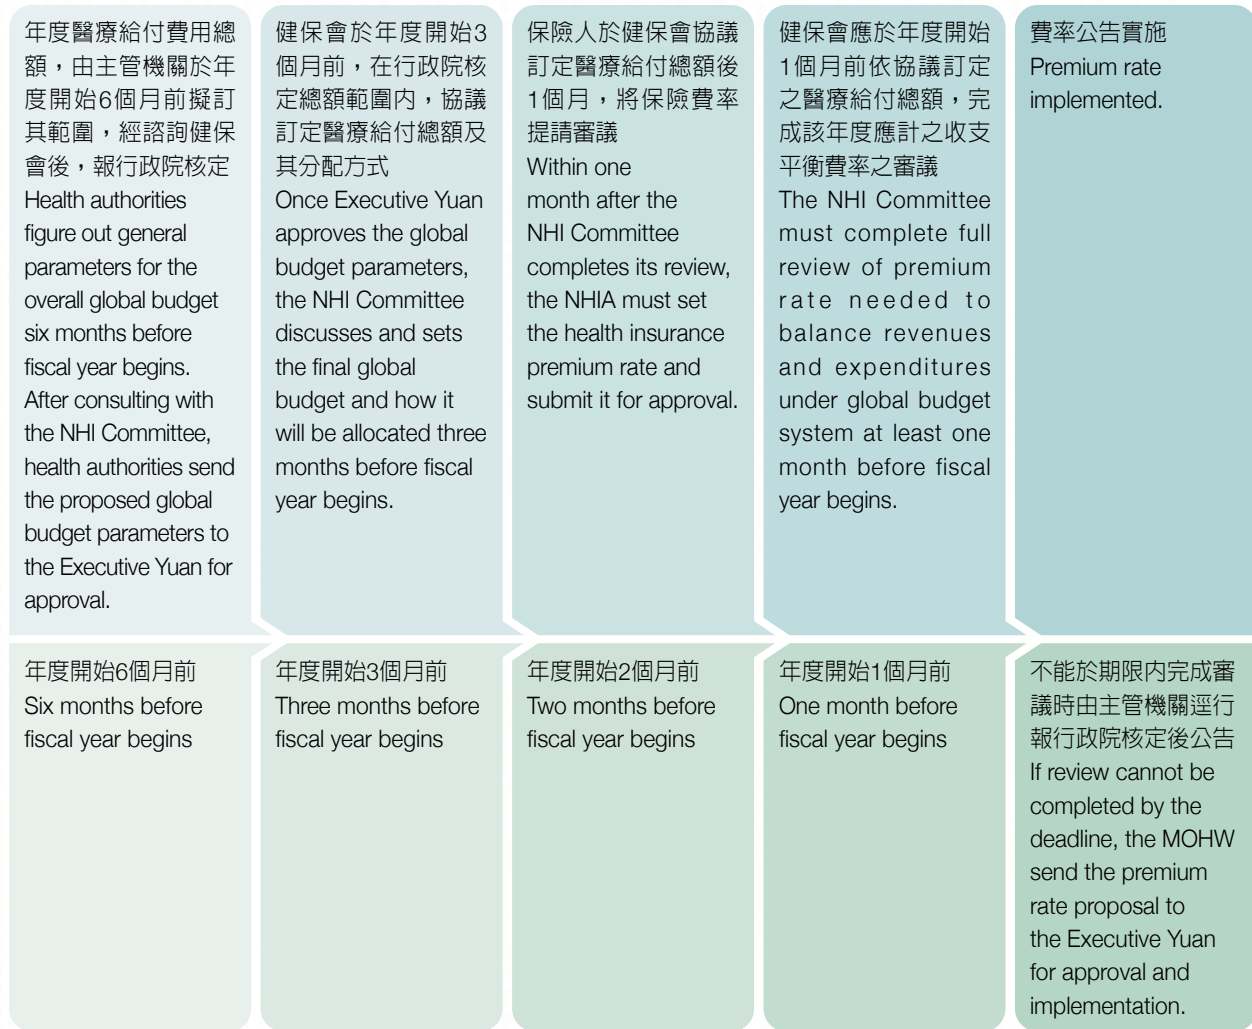 年度醫療給付費用總
額，由主管機關於年
度開始6個月前擬訂
其範圍，經諮詢健保
會後，報行政院核定
Health authorities
figure out general
parameters for the
overall global budget
six months before
fiscal year begins.
After consulting with
the NHI Committee,
health authorities send
the proposed global
budget parameters to
the Executive Yuan for
approval.
健保會於年度開始3
個月前，在行政院核
定總額範圍內，協議
訂定醫療給付總額及
其分配方式
Once Executive Yuan
approves the global
budget parameters,
the NHI Committee
discusses and sets
the final global
budget and how it
will be allocated three
months before fiscal
year begins.
保險人於健保會協議
訂定醫療給付總額後
1個月，將保險費率
提請審議
Within one
month after the
NHI Committee
completes its review,
the NHIA must set
the health insurance
premium rate and
submit it for approval.
健保會應於年度開始
1個月前依協議訂定
之醫療給付總額，完
成該年度應計之收支
平衡費率之審議
The NHI Committee
must complete full
review of premium
rate needed to
balance revenues
and expenditures
under global budget
system at least one
month before fiscal
year begins.
費率公告實施
Premium rate
implemented.
年度開始6個月前
Six months before
fiscal year begins
年度開始3個月前
Three months before
fiscal year begins
年度開始2個月前
Two months before
fiscal year begins
年度開始1個月前
One month before
fiscal year begins
不能於期限內完成審
議時由主管機關逕行
報行政院核定後公告
If review cannot be
completed by the
deadline, the MOHW
send the premium
rate proposal to
the Executive Yuan
for approval and
implementation.